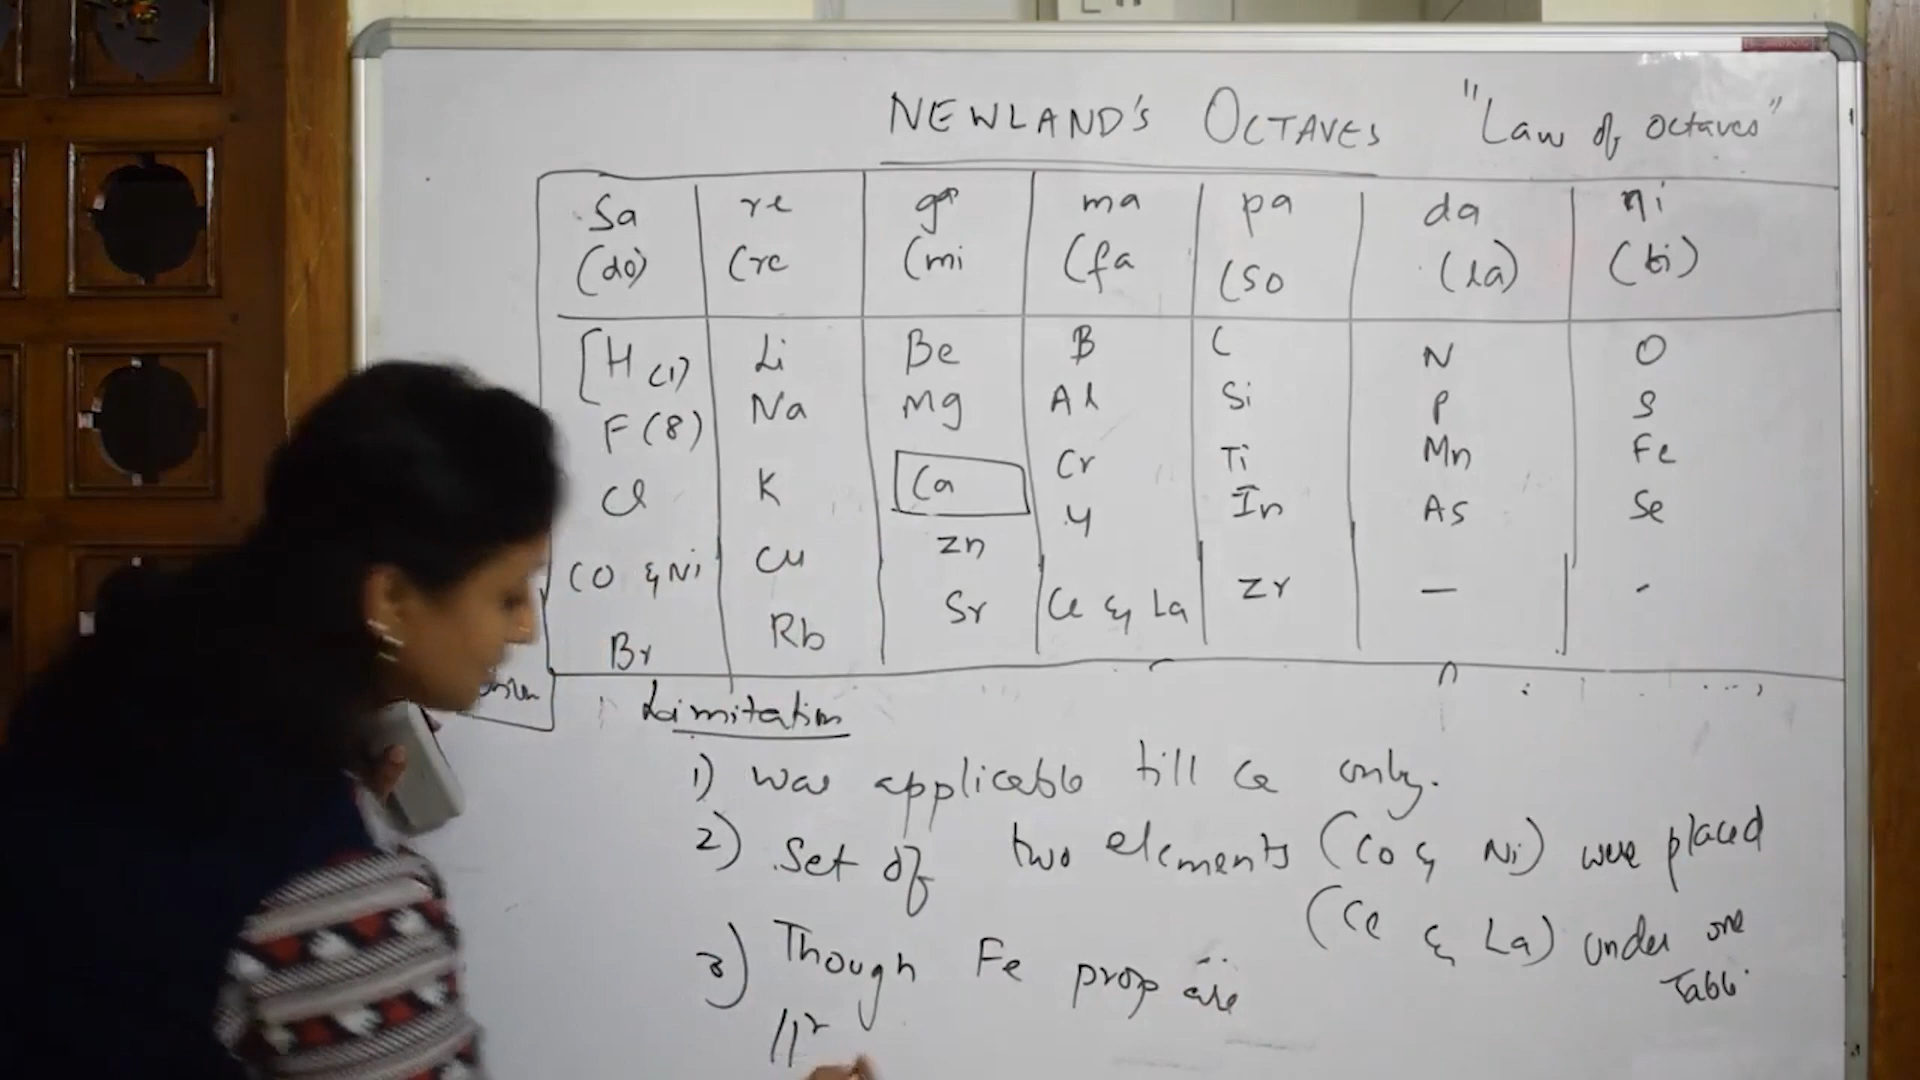 NEWLAND'S OCTAVES "Law of octaves"
Sa re ga ma pa da ni
(do) (re (mi (fa (so (la) (ti)
[H (1) Li Be B C N O
F (8) Na Mg Al Si P S
Cl K Ca Cr Ti Mn Fe
Co & Ni Cu Zn Y In As Se
Br Rb Sr Ce & La Zr — -
Limitation
1) was applicable till Ca only.
2) Set of two elements (Co & Ni) were placed
(Ce & La) under one
Table
3) Though Fe prop are
||r